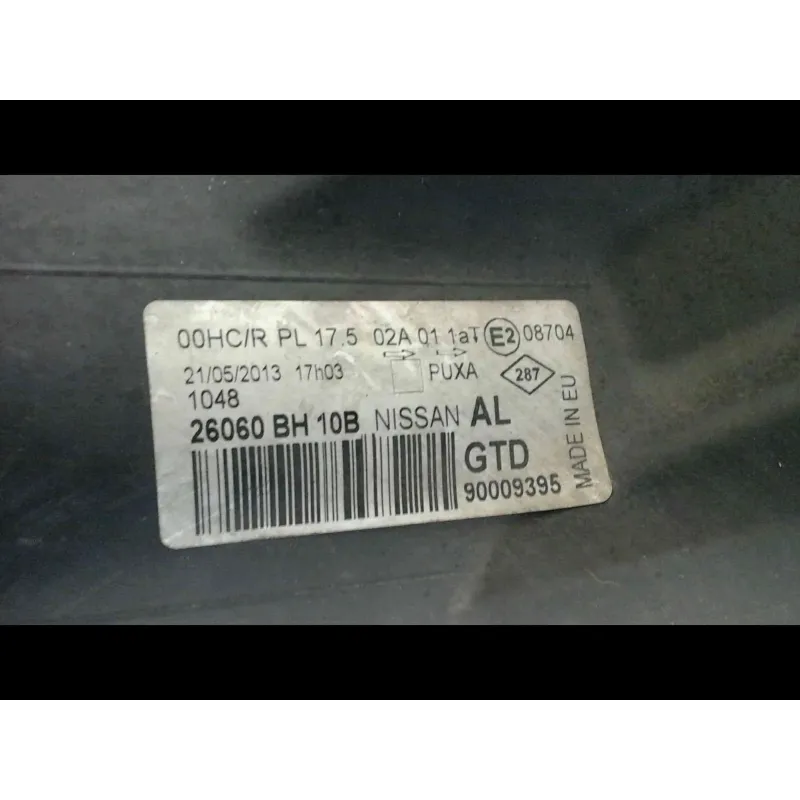 00HC/R PL 17.5 02A 01 1aT E2 08704
21/05/2013 17h03 PUXA 287
1048
26060 BH 10B NISSAN AL
GTD
90009395
MADE IN EU